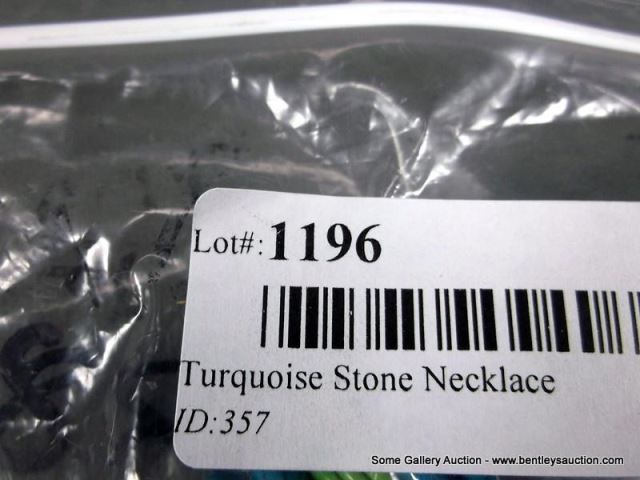 Lot#: 1196
Turquoise Stone Necklace
ID:357
Some Gallery Auction - www.bentleysauction.com